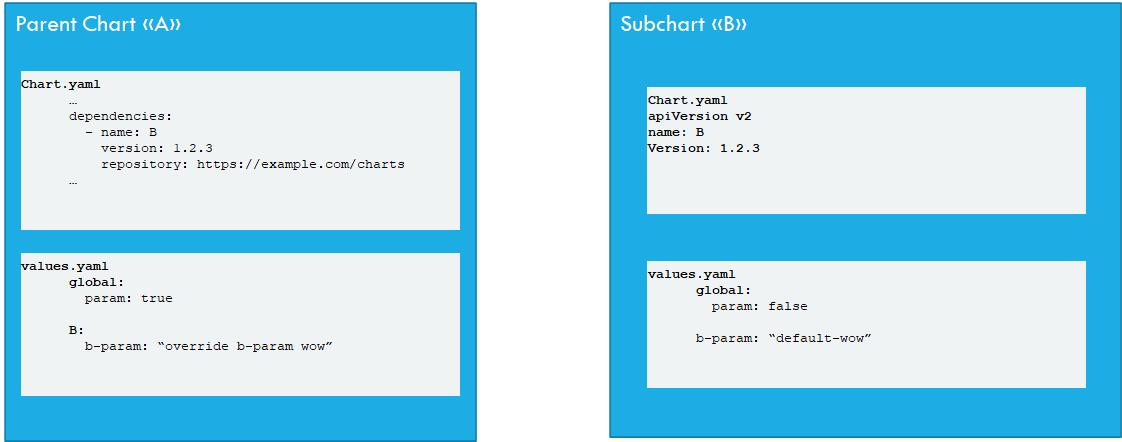 Parent Chart «A»
Chart.yaml
…
dependencies:
- name: B
version: 1.2.3
repository: https://example.com/charts
…
values.yaml
global:
param: true
B:
b-param: “override b-param wow”
Subchart «B»
Chart.yaml
apiVersion v2
name: B
Version: 1.2.3
values.yaml
global:
param: false
b-param: “default-wow”